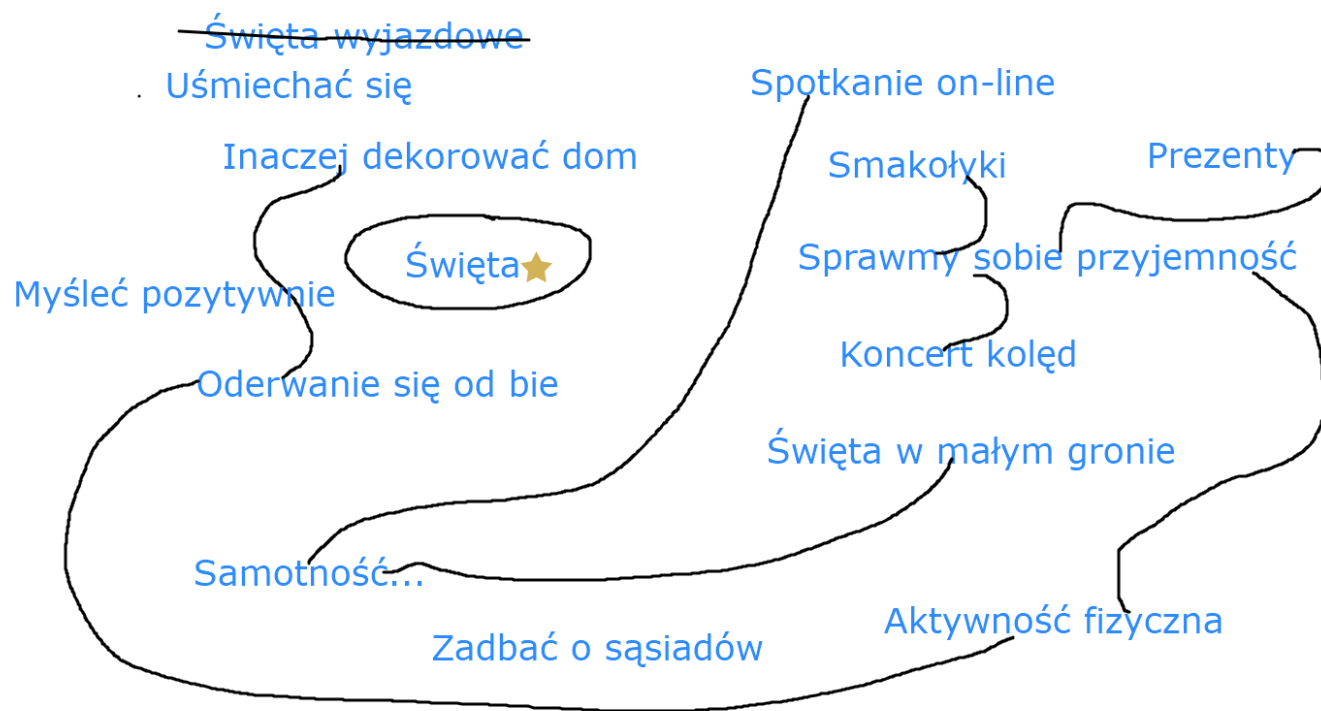 Święta wyjazdowe
Uśmiechać się
Spotkanie on-line
Inaczej dekorować dom
Smakołyki
Prezenty
Święta
Sprawmy sobie przyjemność
Myśleć pozytywnie
Koncert kolęd
Oderwanie się od bie
Święta w małym gronie
Samotność...
Aktywność fizyczna
Zadbać o sąsiadów